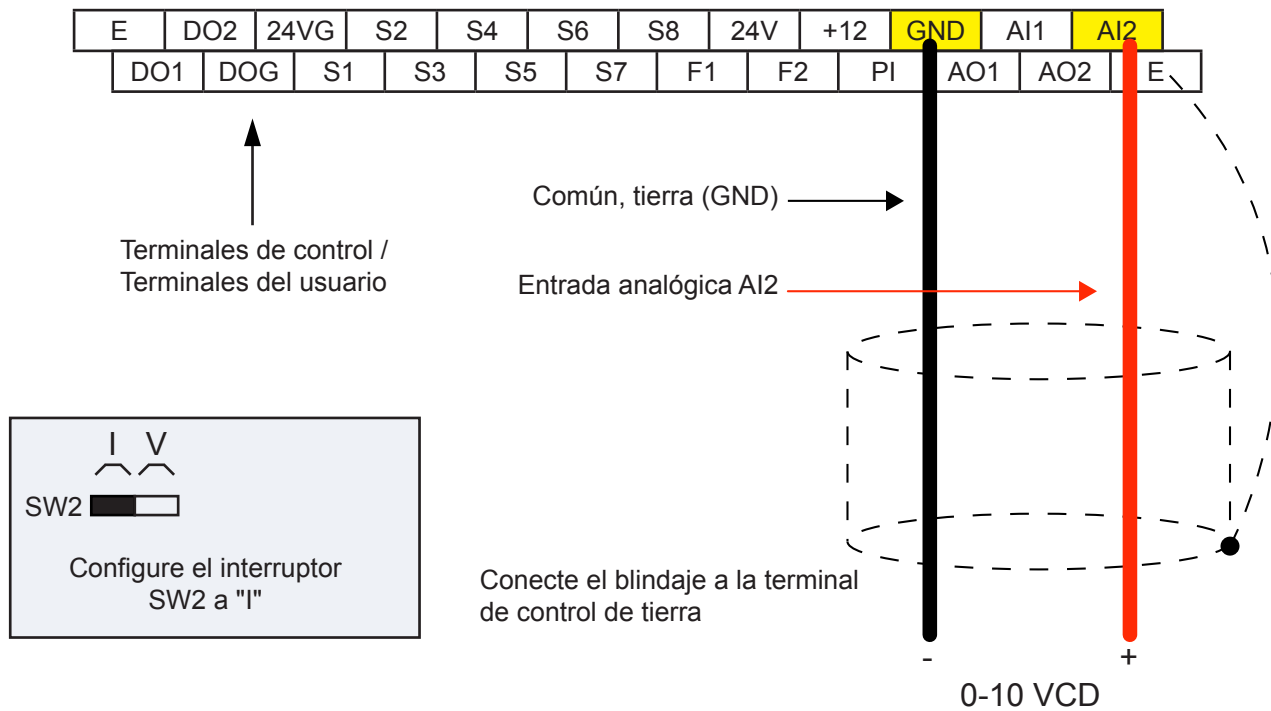 E DO2 24VG S2 S4 S6 S8 24V +12 GND AI1 AI2
DO1 DOG S1 S3 S5 S7 F1 F2 PI AO1 AO2 E
Común, tierra (GND)
Terminales de control /
Terminales del usuario
Entrada analógica AI2
I V
SW2
Configure el interruptor
SW2 a "I"
Conecte el blindaje a la terminal
de control de tierra
- +
0-10 VCD